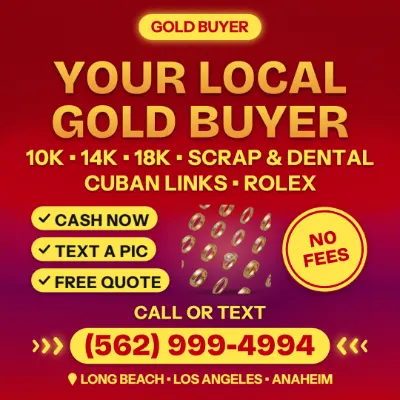 GOLD BUYER
YOUR LOCAL
GOLD BUYER
10K ▪ 14K ▪ 18K ▪ SCRAP & DENTAL
CUBAN LINKS ▪ ROLEX
✓ CASH NOW
✓ TEXT A PIC
✓ FREE QUOTE
NO
FEES
CALL OR TEXT
(562) 999-4994
LONG BEACH ▪ LOS ANGELES ▪ ANAHEIM